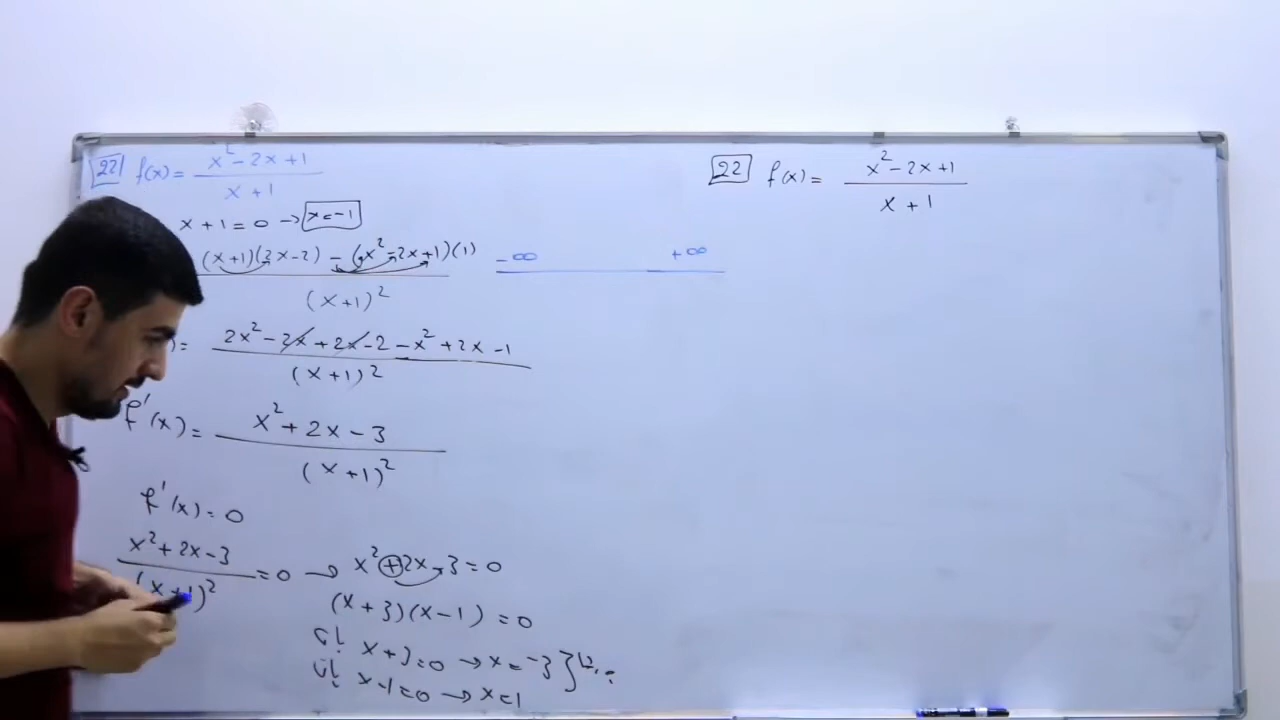 22 f(x) = (x² - 2x + 1)/(x + 1)
x + 1 = 0 → x = -1
((x+1)(2x-2) - (x² - 2x + 1)(1))/(x+1)²
-∞ +∞
) = (2x² - 2x + 2x - 2 - x² + 2x - 1)/(x+1)²
f'(x) = (x² + 2x - 3)/(x+1)²
f'(x) = 0
(x² + 2x - 3)/(x+1)² = 0 → x² + 2x - 3 = 0
(x+3)(x-1) = 0
x + 3 = 0 → x = -3
x - 1 = 0 → x = 1
22 f(x) = (x² - 2x + 1)/(x + 1)